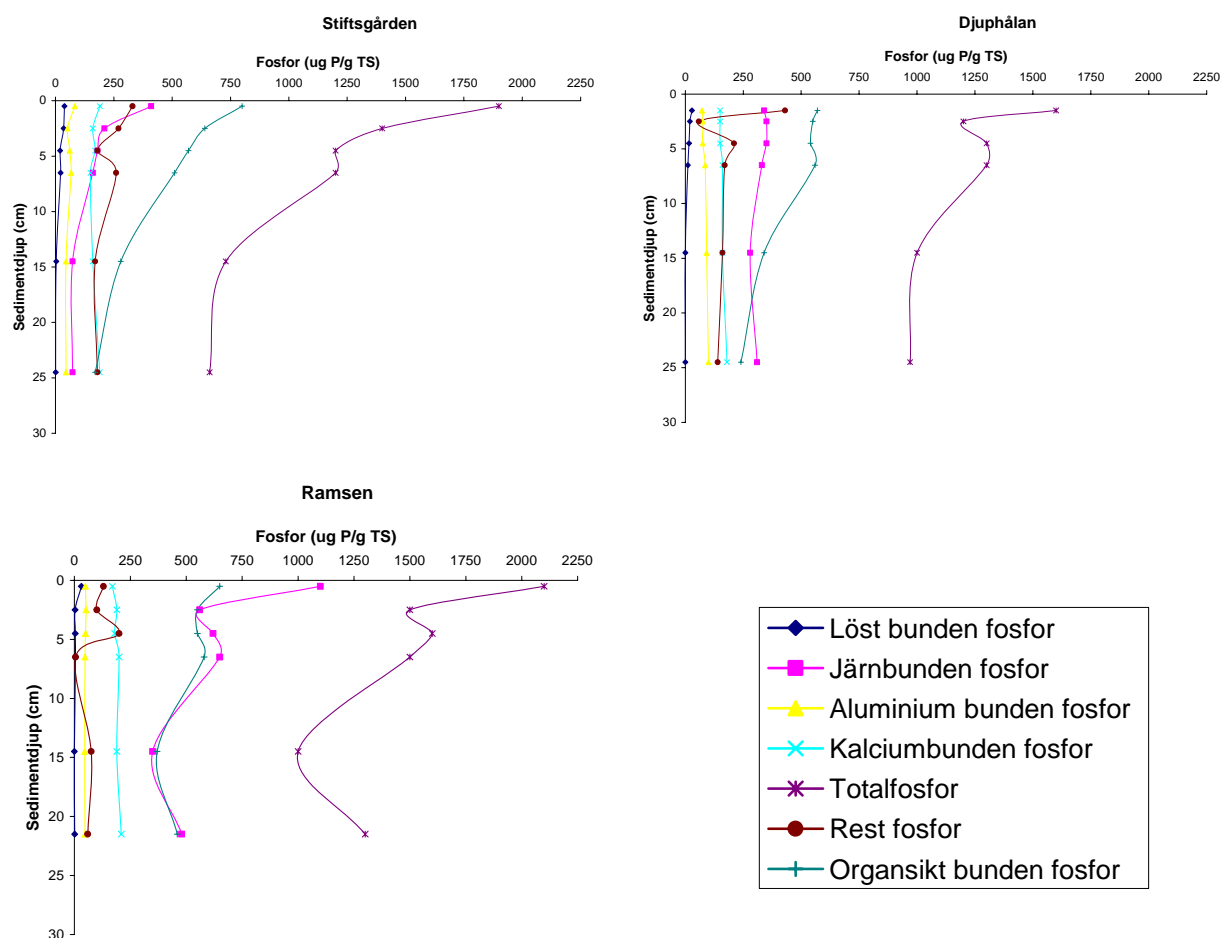 Stiftsgården
Fosfor (ug P/g TS)
0 250 500 750 1000 1250 1500 1750 2000 2250
Sedimentdjup (cm)
0
5
10
15
20
25
30
Djuphålan
Fosfor (ug P/g TS)
0 250 500 750 1000 1250 1500 1750 2000 2250
Sedimentdjup (cm)
0
5
10
15
20
25
30
Ramsen
Fosfor (ug P/g TS)
0 250 500 750 1000 1250 1500 1750 2000 2250
Sedimentdjup (cm)
0
5
10
15
20
25
30
Löst bunden fosfor
Järnbunden fosfor
Aluminium bunden fosfor
Kalciumbunden fosfor
Totalfosfor
Rest fosfor
Organsikt bunden fosfor